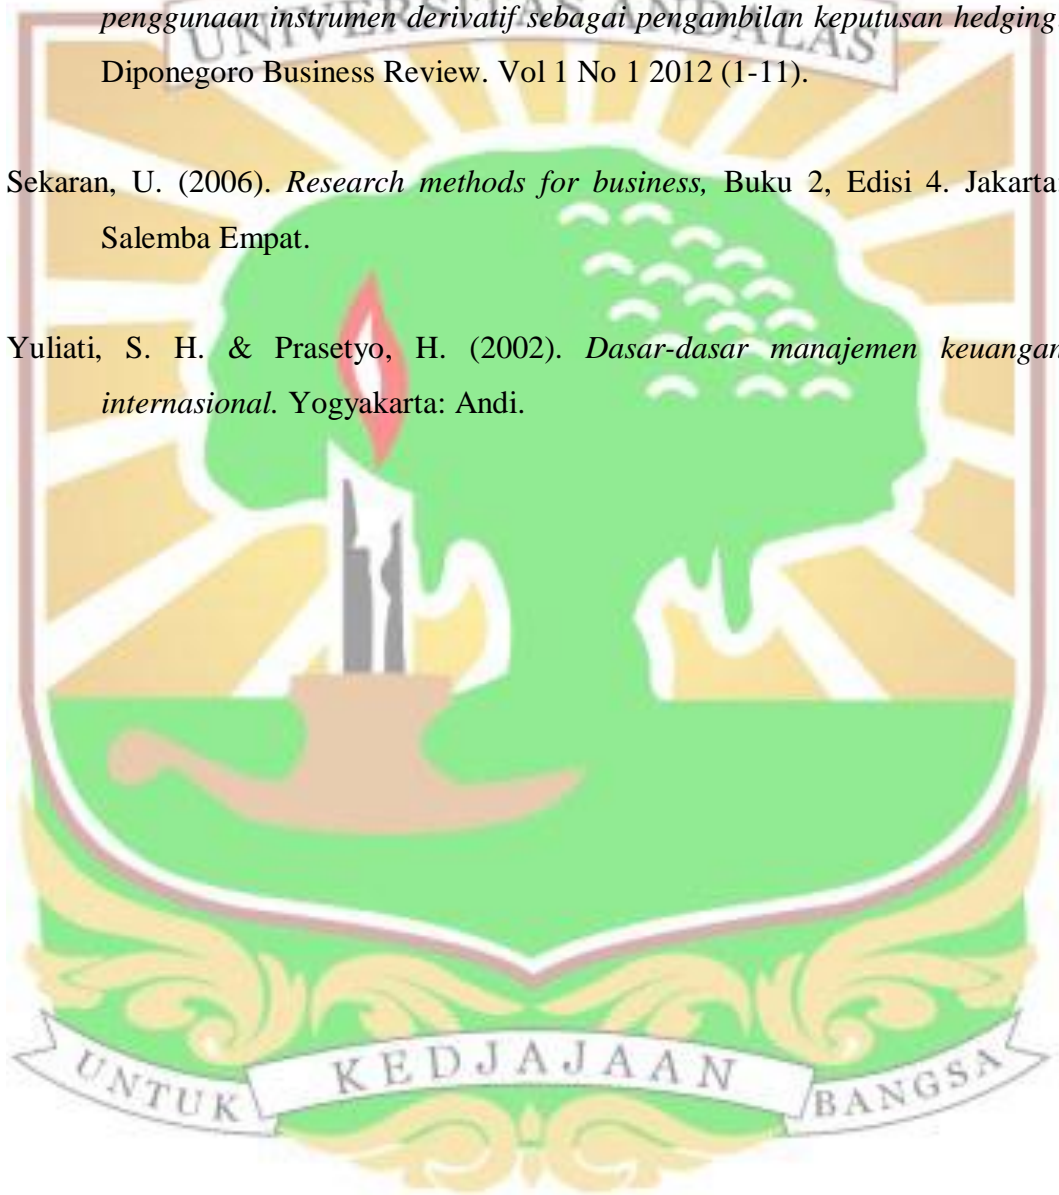 penggunaan instrumen derivatif sebagai pengambilan keputusan hedging
UNIVERSITAS ANDALAS
Diponegoro Business Review. Vol 1 No 1 2012 (1-11).
Sekaran, U. (2006). Research methods for business, Buku 2, Edisi 4. Jakarta:
Salemba Empat.
Yuliati, S. H. & Prasetyo, H. (2002). Dasar-dasar manajemen keuangan
internasional. Yogyakarta: Andi.
UNTUK KEDJAJAAN BANGSA